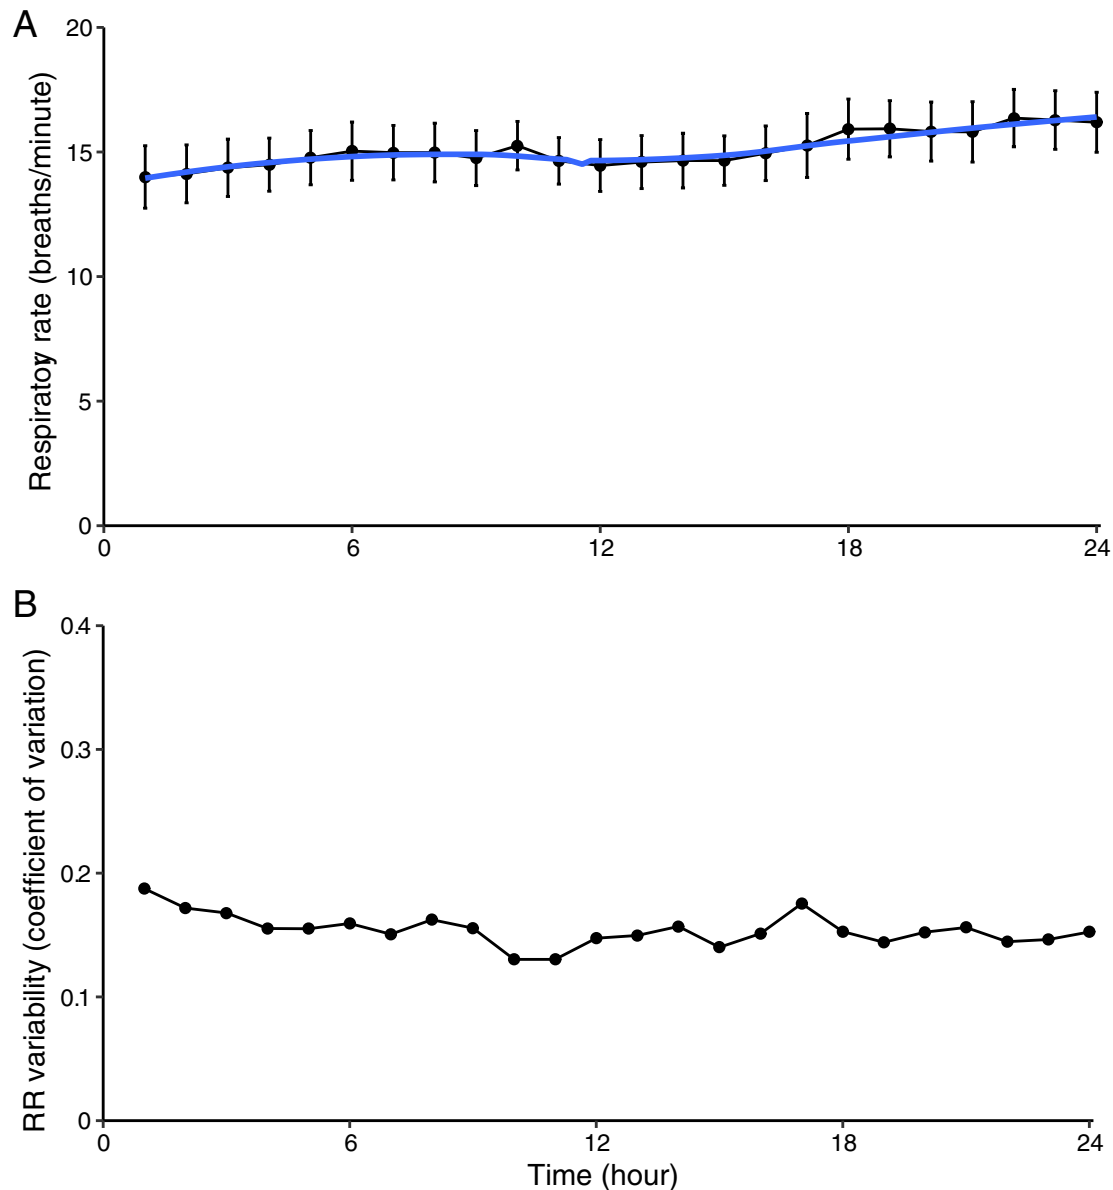 A
Respiratory rate (breaths/minute)
20
15
10
5
0
0 6 12 18 24
B
RR variability (coefficient of variation)
0.4
0.3
0.2
0.1
0
0 6 12 18 24
Time (hour)